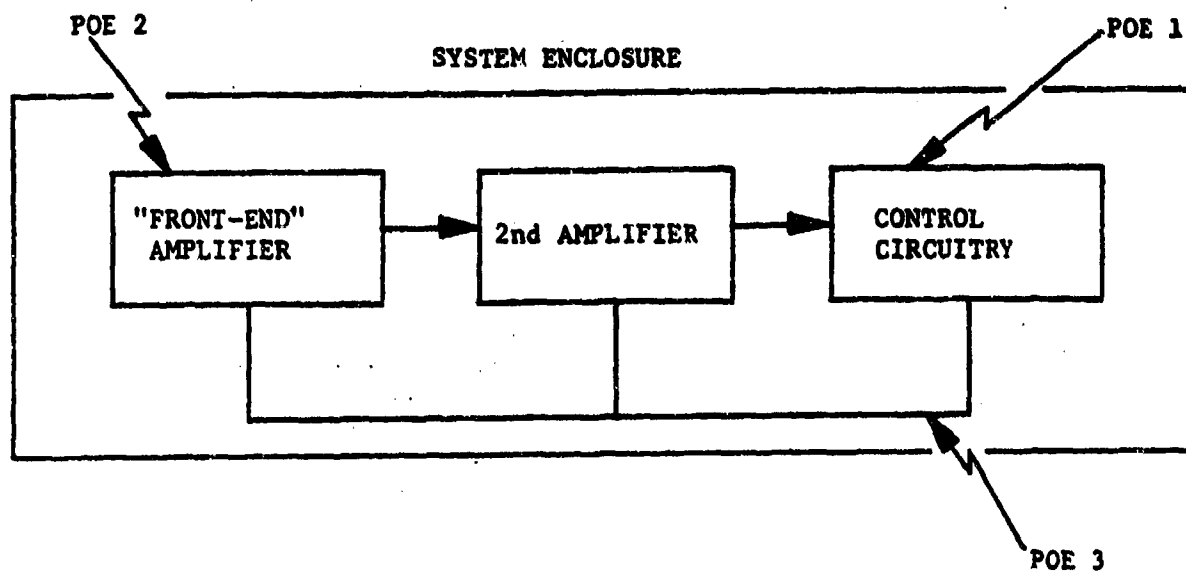 POE 2
POE 1
SYSTEM ENCLOSURE
"FRONT-END"
AMPLIFIER
2nd AMPLIFIER
CONTROL
CIRCUITRY
POE 3